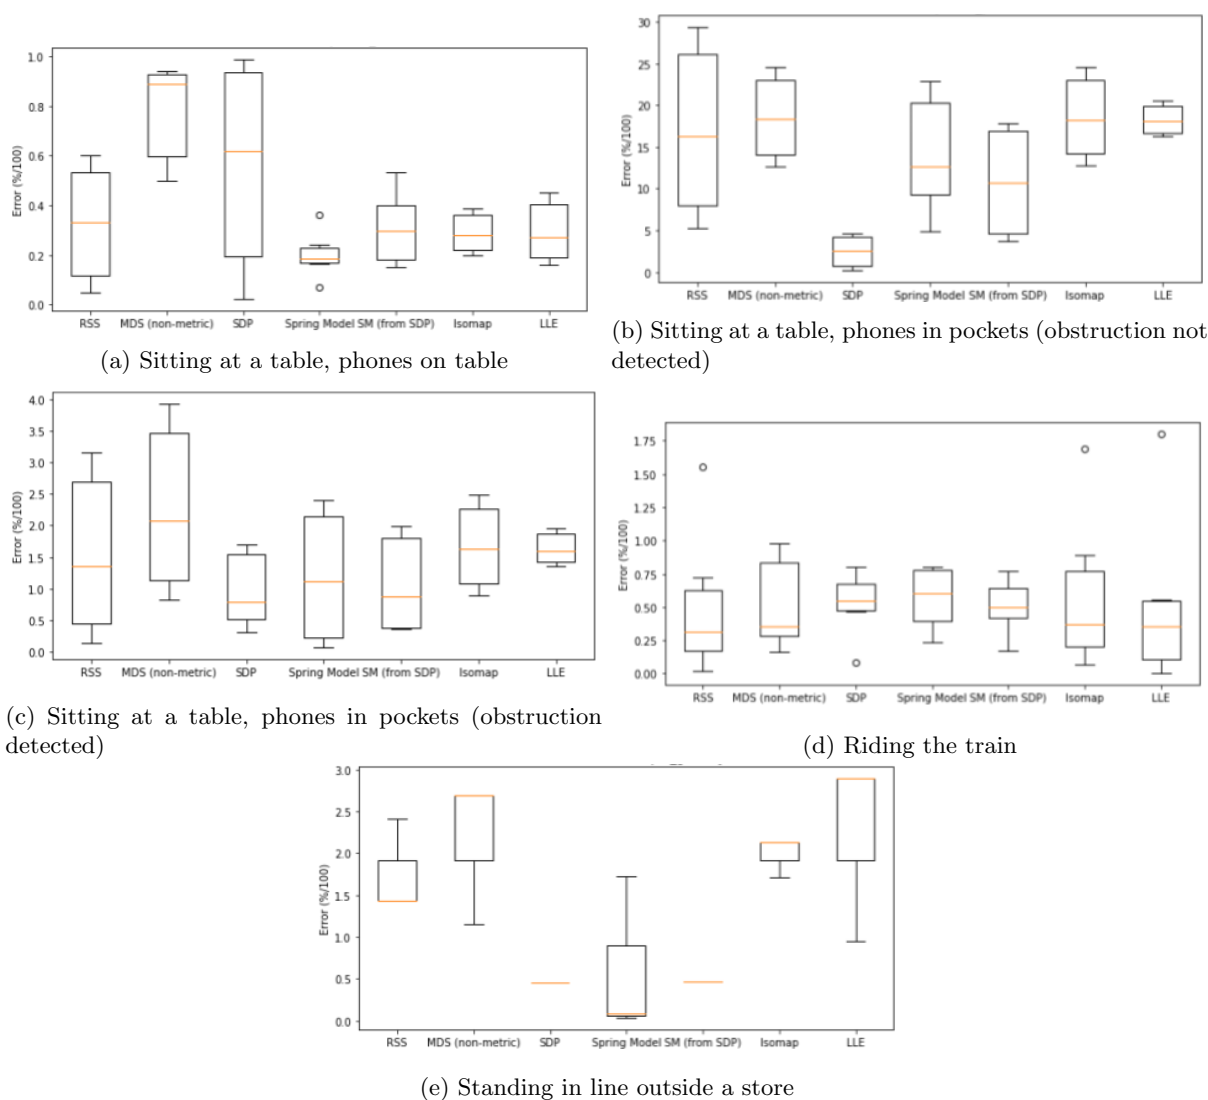 1.0
0.8
0.6
0.4
0.2
0.0
Error (%/100)
RSS MDS (non-metric) SDP Spring Model SM (from SDP) Isomap LLE
(a) Sitting at a table, phones on table
30
25
20
15
10
5
0
Error (%/100)
RSS MDS (non-metric) SDP Spring Model SM (from SDP) Isomap LLE
(b) Sitting at a table, phones in pockets (obstruction not
detected)
4.0
3.5
3.0
2.5
2.0
1.5
1.0
0.5
0.0
Error (%/100)
RSS MDS (non-metric) SDP Spring Model SM (from SDP) Isomap LLE
(c) Sitting at a table, phones in pockets (obstruction
detected)
1.75
1.50
1.25
1.00
0.75
0.50
0.25
0.00
Error (%/100)
RSS MDS (non-metric) SDP Spring Model SM (from SDP) Isomap LLE
(d) Riding the train
3.0
2.5
2.0
1.5
1.0
0.5
0.0
Error (%/100)
RSS MDS (non-metric) SDP Spring Model SM (from SDP) Isomap LLE
(e) Standing in line outside a store